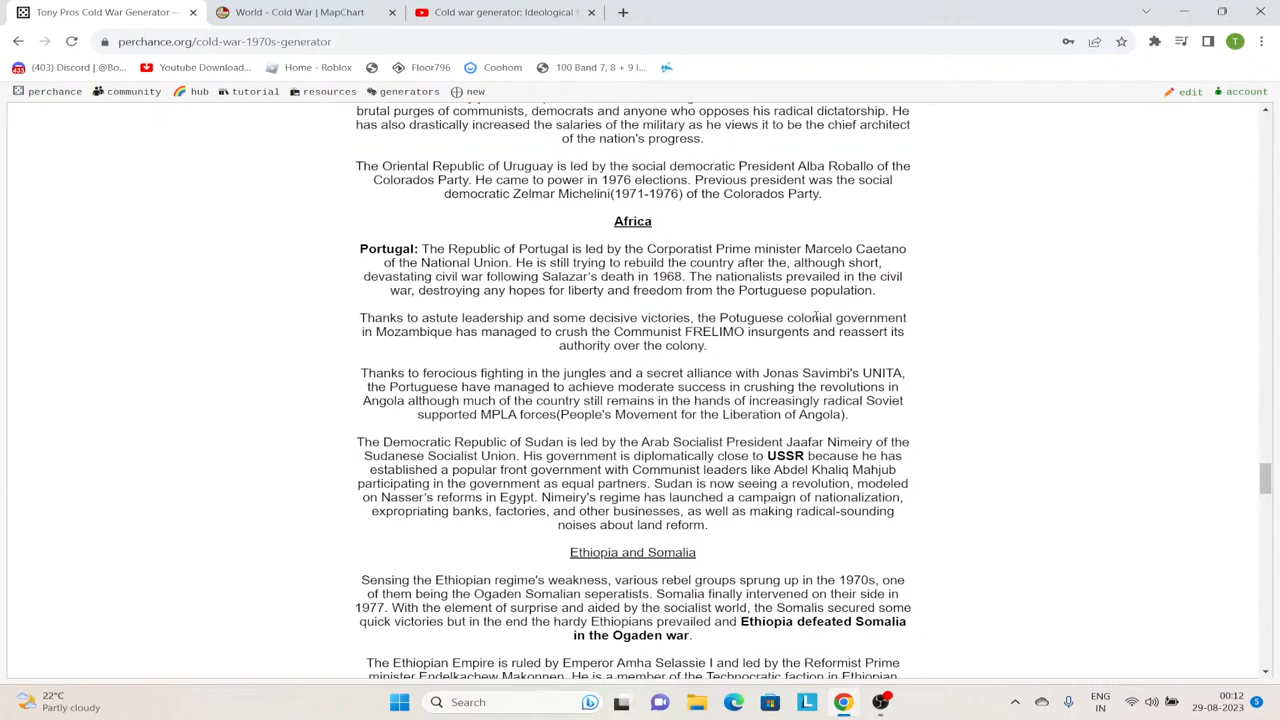 Tony Pros Cold War Generator —
World - Cold War | MapChart
Cold war generator: Ideological
perchance.org/cold-war-1970s-generator
(403) Discord | @Bo...
Youtube Download...
Home - Roblox
Floor796
Coohom
100 Band 7, 8 + 9 I...
perchance
community
hub
tutorial
resources
generators
new
edit
account
brutal purges of communists, democrats and anyone who opposes his radical dictatorship. He
has also drastically increased the salaries of the military as he views it to be the chief architect
of the nation's progress.
The Oriental Republic of Uruguay is led by the social democratic President Alba Roballo of the
Colorados Party. He came to power in 1976 elections. Previous president was the social
democratic Zelmar Michelini(1971-1976) of the Colorados Party.
Africa
Portugal: The Republic of Portugal is led by the Corporatist Prime minister Marcelo Caetano
of the National Union. He is still trying to rebuild the country after the, although short,
devastating civil war following Salazar's death in 1968. The nationalists prevailed in the civil
war, destroying any hopes for liberty and freedom from the Portuguese population.
Thanks to astute leadership and some decisive victories, the Potuguese colonial government
in Mozambique has managed to crush the Communist FRELIMO insurgents and reassert its
authority over the colony.
Thanks to ferocious fighting in the jungles and a secret alliance with Jonas Savimbi's UNITA,
the Portuguese have managed to achieve moderate success in crushing the revolutions in
Angola although much of the country still remains in the hands of increasingly radical Soviet
supported MPLA forces(People's Movement for the Liberation of Angola).
The Democratic Republic of Sudan is led by the Arab Socialist President Jaafar Nimeiry of the
Sudanese Socialist Union. His government is diplomatically close to USSR because he has
established a popular front government with Communist leaders like Abdel Khaliq Mahjub
participating in the government as equal partners. Sudan is now seeing a revolution, modeled
on Nasser's reforms in Egypt. Nimeiry's regime has launched a campaign of nationalization,
expropriating banks, factories, and other businesses, as well as making radical-sounding
noises about land reform.
Ethiopia and Somalia
Sensing the Ethiopian regime's weakness, various rebel groups sprung up in the 1970s, one
of them being the Ogaden Somalian seperatists. Somalia finally intervened on their side in
1977. With the element of surprise and aided by the socialist world, the Somalis secured some
quick victories but in the end the hardy Ethiopians prevailed and Ethiopia defeated Somalia
in the Ogaden war.
The Ethiopian Empire is ruled by Emperor Amha Selassie I and led by the Reformist Prime
minister Endelkachew Makonnen. He is a member of the Technocratic faction in Ethiopian
22°C
Partly cloudy
Search
ENG
IN
00:12
29-08-2023
5